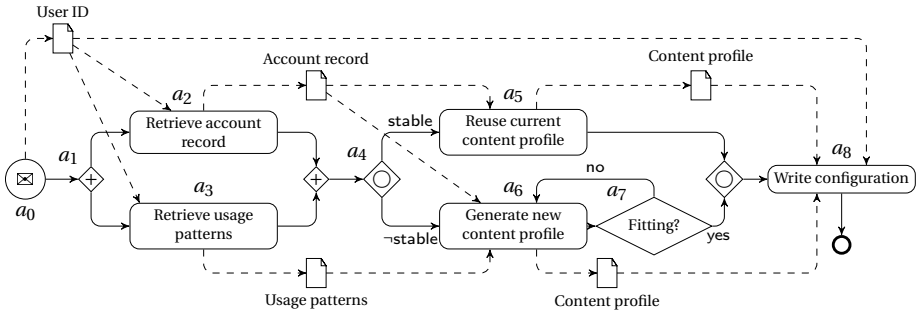 User ID
Account record
Content profile
a2
a5
Retrieve account
record
stable
Reuse current
content profile
a1
a4
a8
a0
a3
a6
no
a7
Write configuration
Retrieve usage
patterns
¬stable
Generate new
content profile
Fitting?
yes
Usage patterns
Content profile